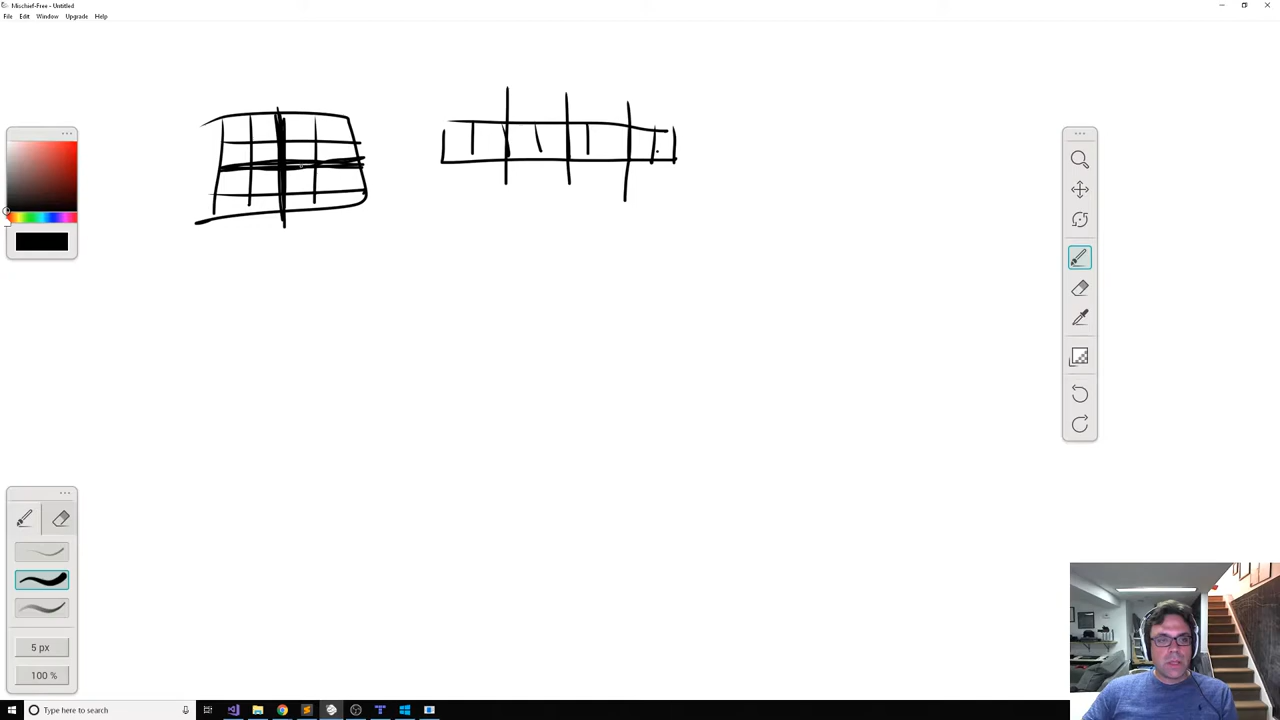 Mischief-Free - Untitled
File Edit Window Upgrade Help
5 px
100 %
Type here to search